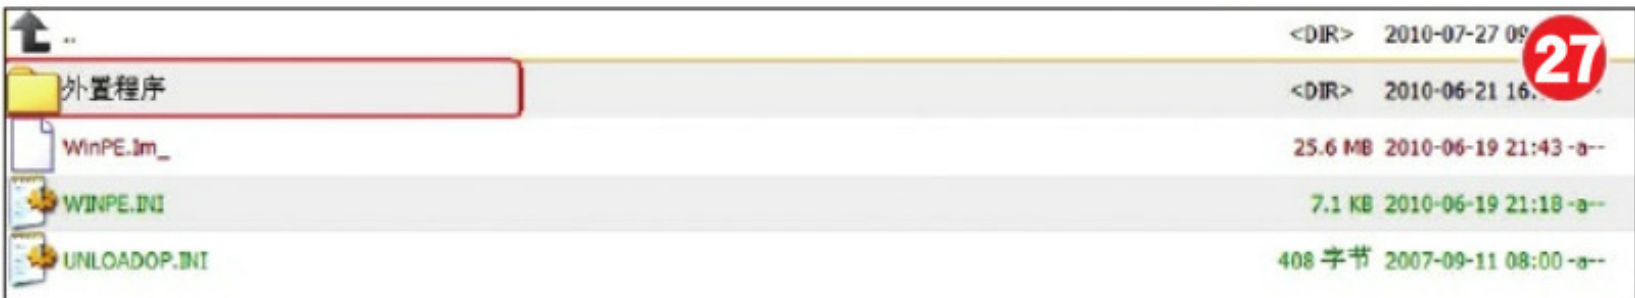 .. <DIR> 2010-07-27 09
27
外置程序 <DIR> 2010-06-21 16:
WinPE.Im_ 25.6 MB 2010-06-19 21:43 -a--
WINPE.INI 7.1 KB 2010-06-19 21:18 -a--
UNLOADOP.INI 408 字节 2007-09-11 08:00 -a--